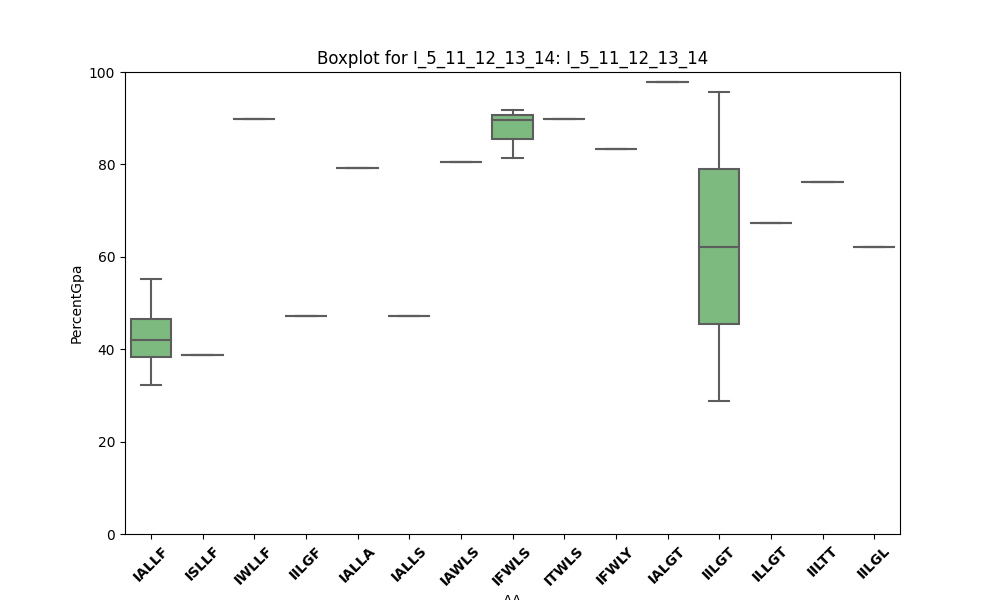 Boxplot for I_5_11_12_13_14: I_5_11_12_13_14
PercentGpa
100
80
60
40
20
0
IALLF
ISLLF
IWLLF
IILGF
IALLA
IALLS
IAWLS
IFWLS
ITWLS
IFWLY
IALGT
IILGT
ILLGT
IILTT
IILGL
AA